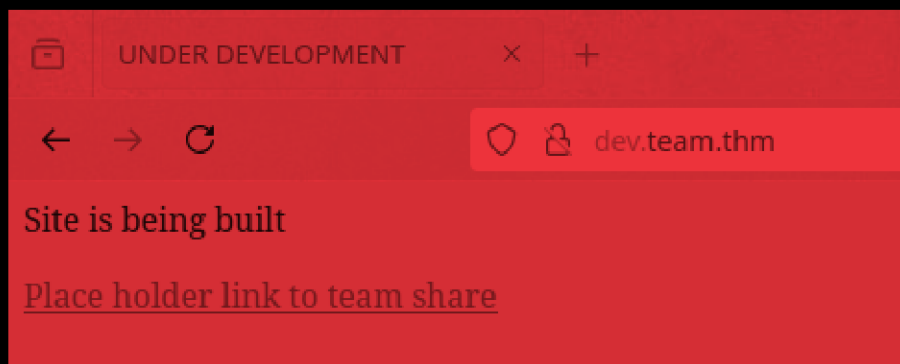 UNDER DEVELOPMENT
dev.team.thm
Site is being built
Place holder link to team share